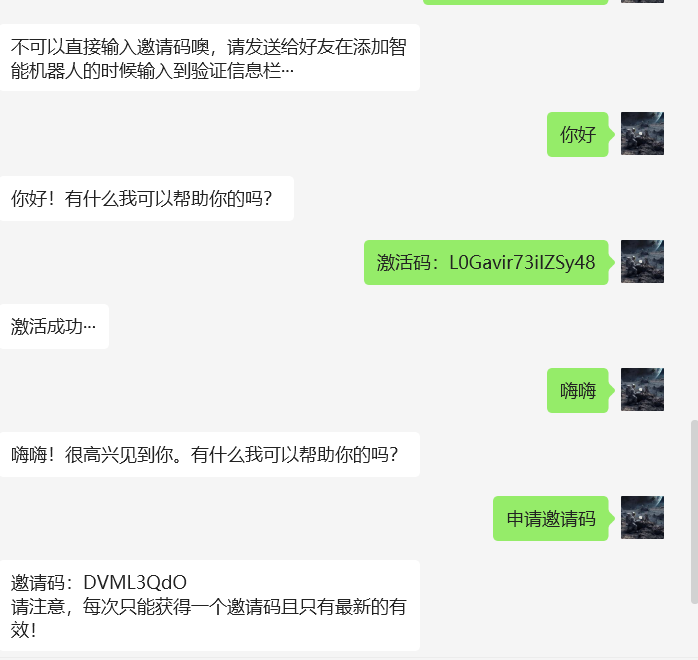 不可以直接输入邀请码噢，请发送给好友在添加智
能机器人的时候输入到验证信息栏···
你好
你好！有什么我可以帮助你的吗？
激活码：L0Gavir73iIZSy48
激活成功···
嗨嗨
嗨嗨！很高兴见到你。有什么我可以帮助你的吗？
申请邀请码
邀请码：DVML3QdO
请注意，每次只能获得一个邀请码且只有最新的有
效！